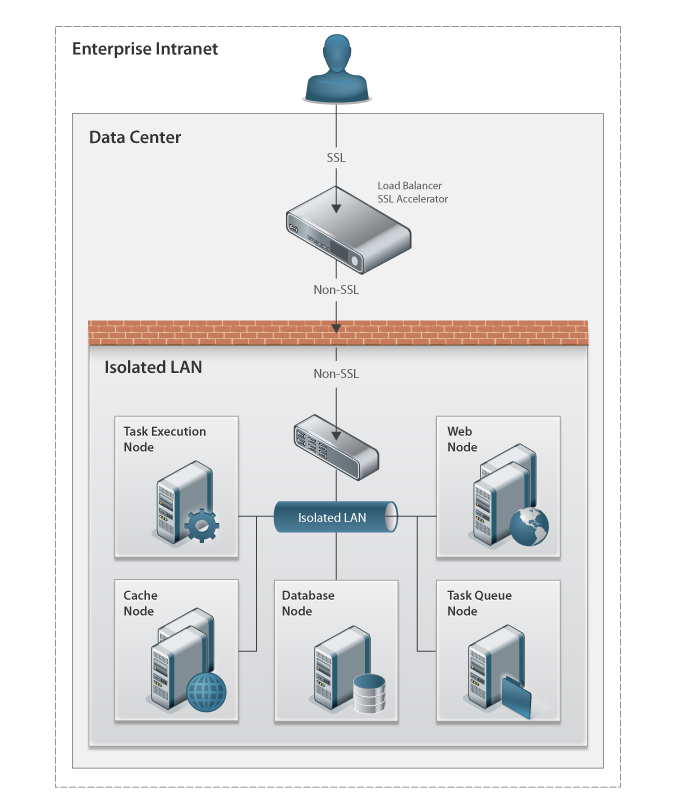 Enterprise Intranet
Data Center
SSL
Load Balancer
SSL Accelerator
Non-SSL
Isolated LAN
Non-SSL
Task Execution
Node
Web
Node
Isolated LAN
Cache
Node
Database
Node
Task Queue
Node